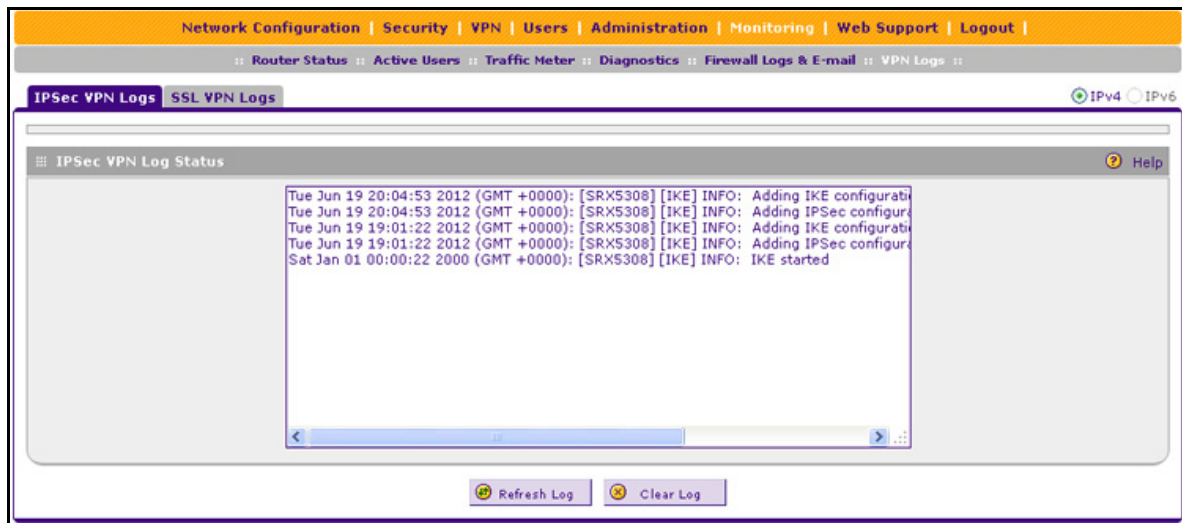 Network Configuration | Security | VPN | Users | Administration | Monitoring | Web Support | Logout |
:: Router Status :: Active Users :: Traffic Meter :: Diagnostics :: Firewall Logs & E-mail :: VPN Logs ::
IPSec VPN Logs SSL VPN Logs IPv4 IPv6
IPSec VPN Log Status Help
Tue Jun 19 20:04:53 2012 (GMT +0000): [SRX5308] [IKE] INFO: Adding IKE configurati
Tue Jun 19 20:04:53 2012 (GMT +0000): [SRX5308] [IKE] INFO: Adding IPSec configura
Tue Jun 19 19:01:22 2012 (GMT +0000): [SRX5308] [IKE] INFO: Adding IKE configurati
Tue Jun 19 19:01:22 2012 (GMT +0000): [SRX5308] [IKE] INFO: Adding IPSec configura
Sat Jan 01 00:00:22 2000 (GMT +0000): [SRX5308] [IKE] INFO: IKE started
Refresh Log Clear Log